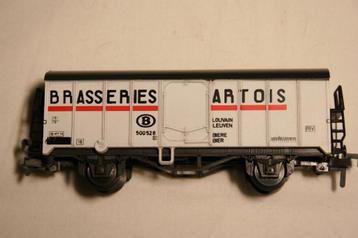 BRASSERIES ARTOIS
B
500528
LOUVAIN
LEUVEN
BIERE
BIER